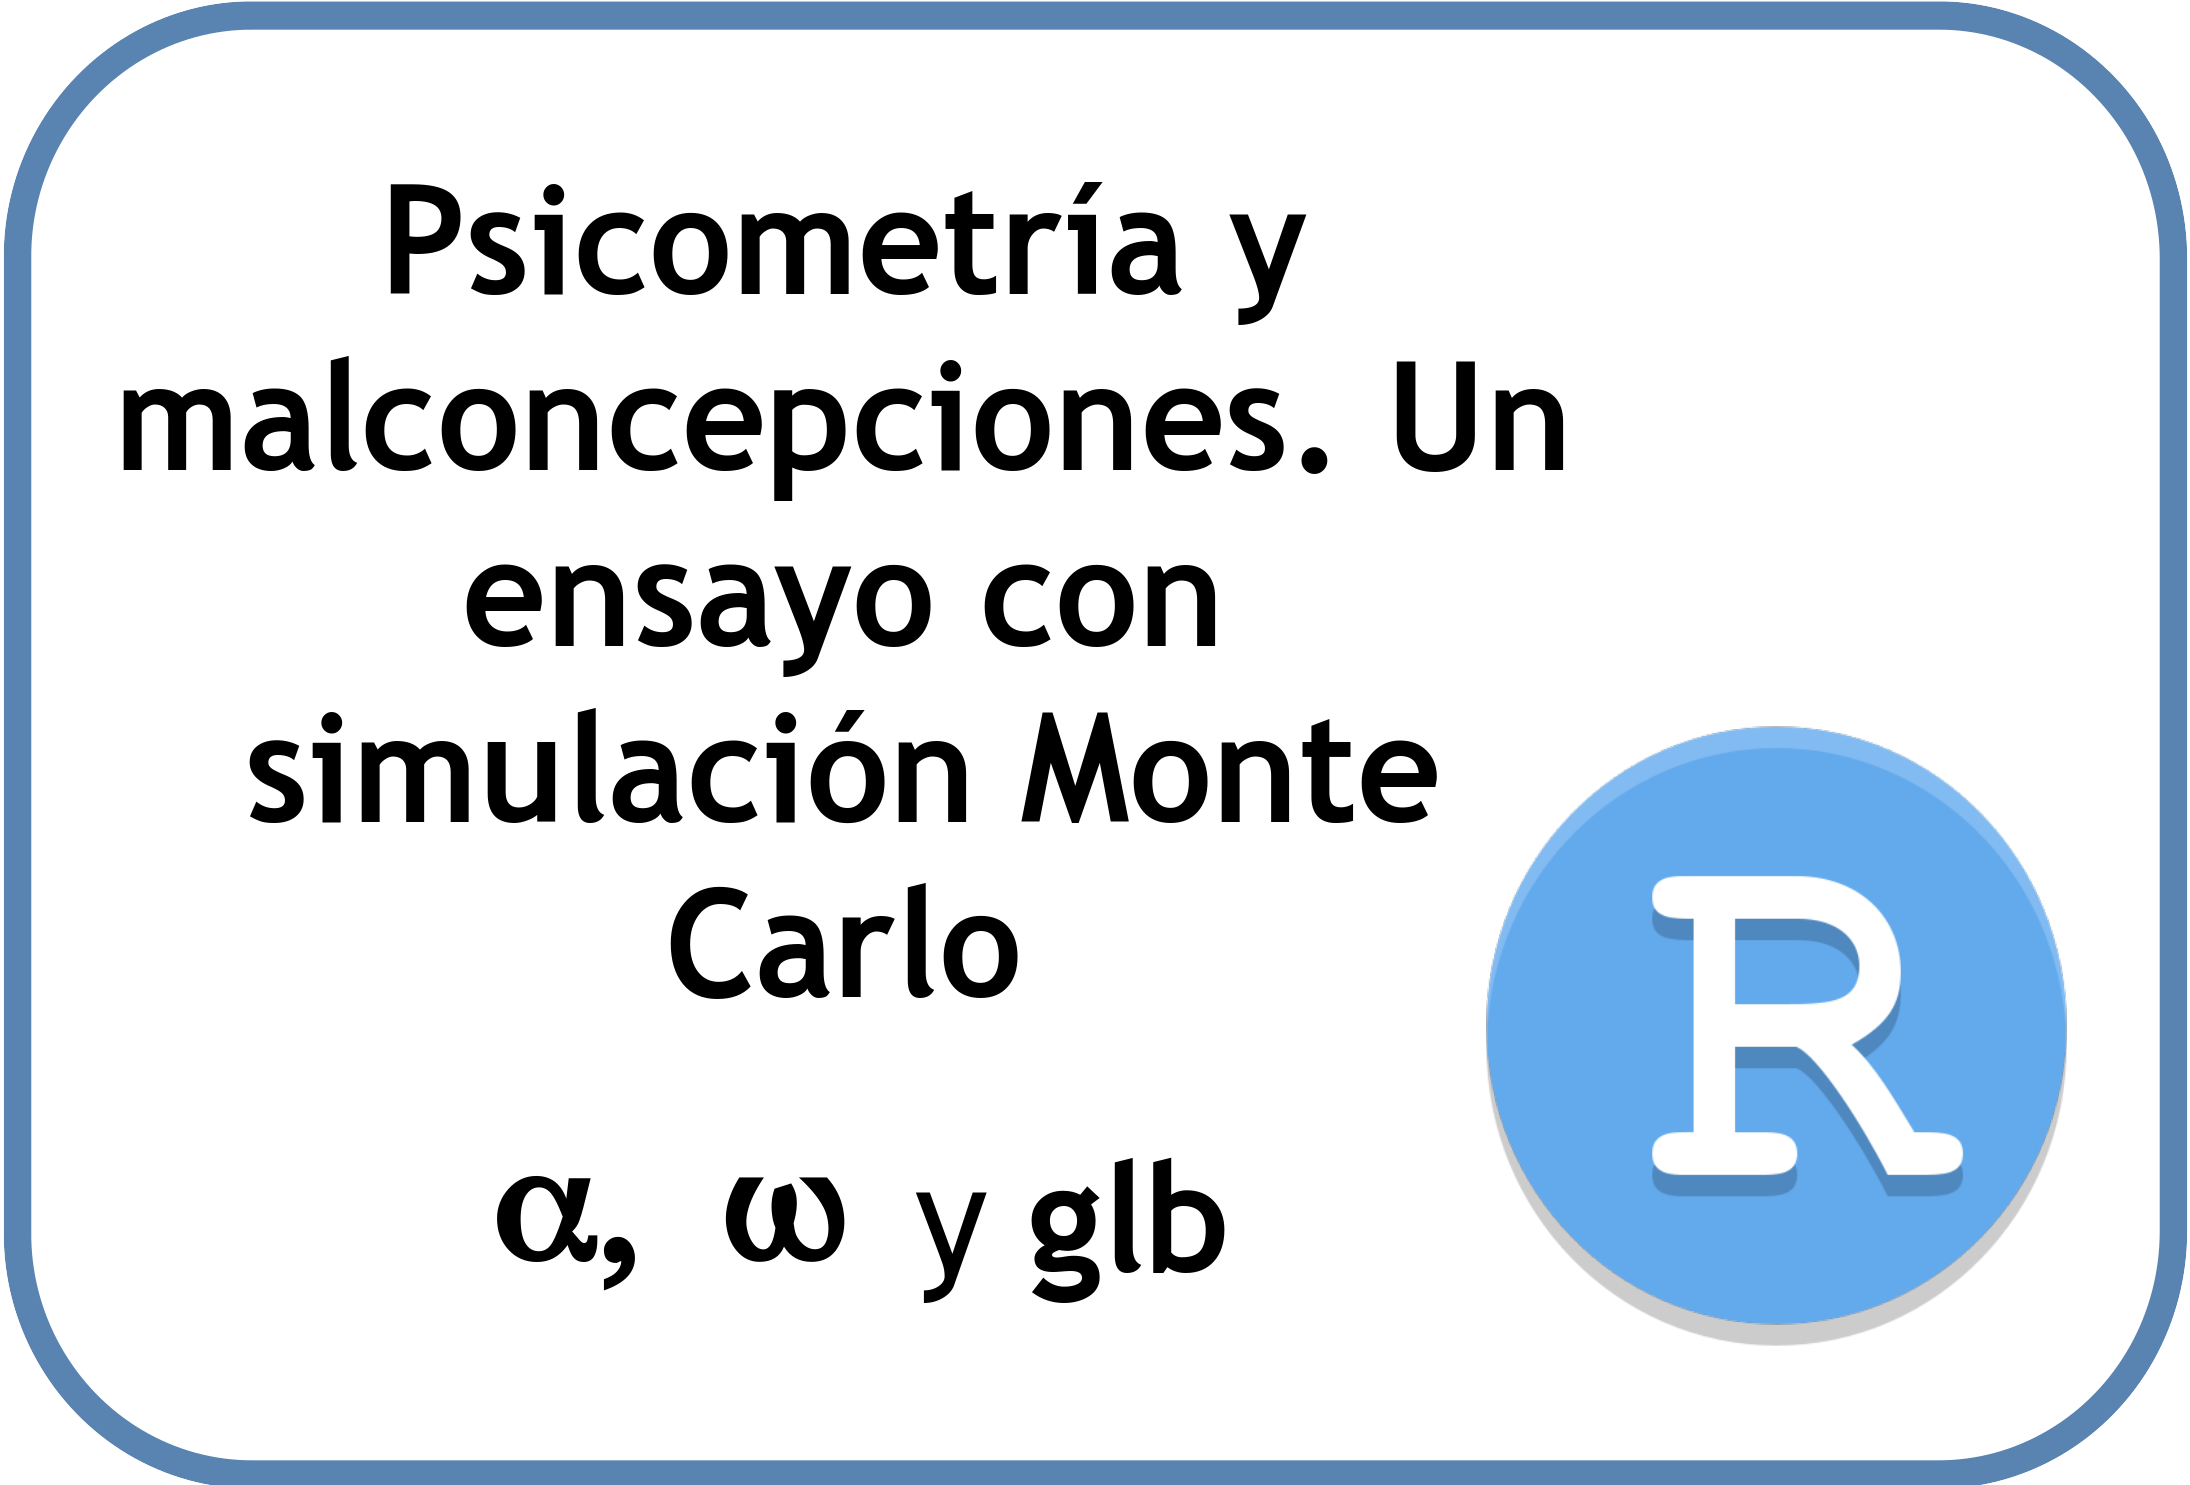 Psicometría y
malconcepciones. Un
ensayo con
simulación Monte
Carlo
α, ω y glb
R